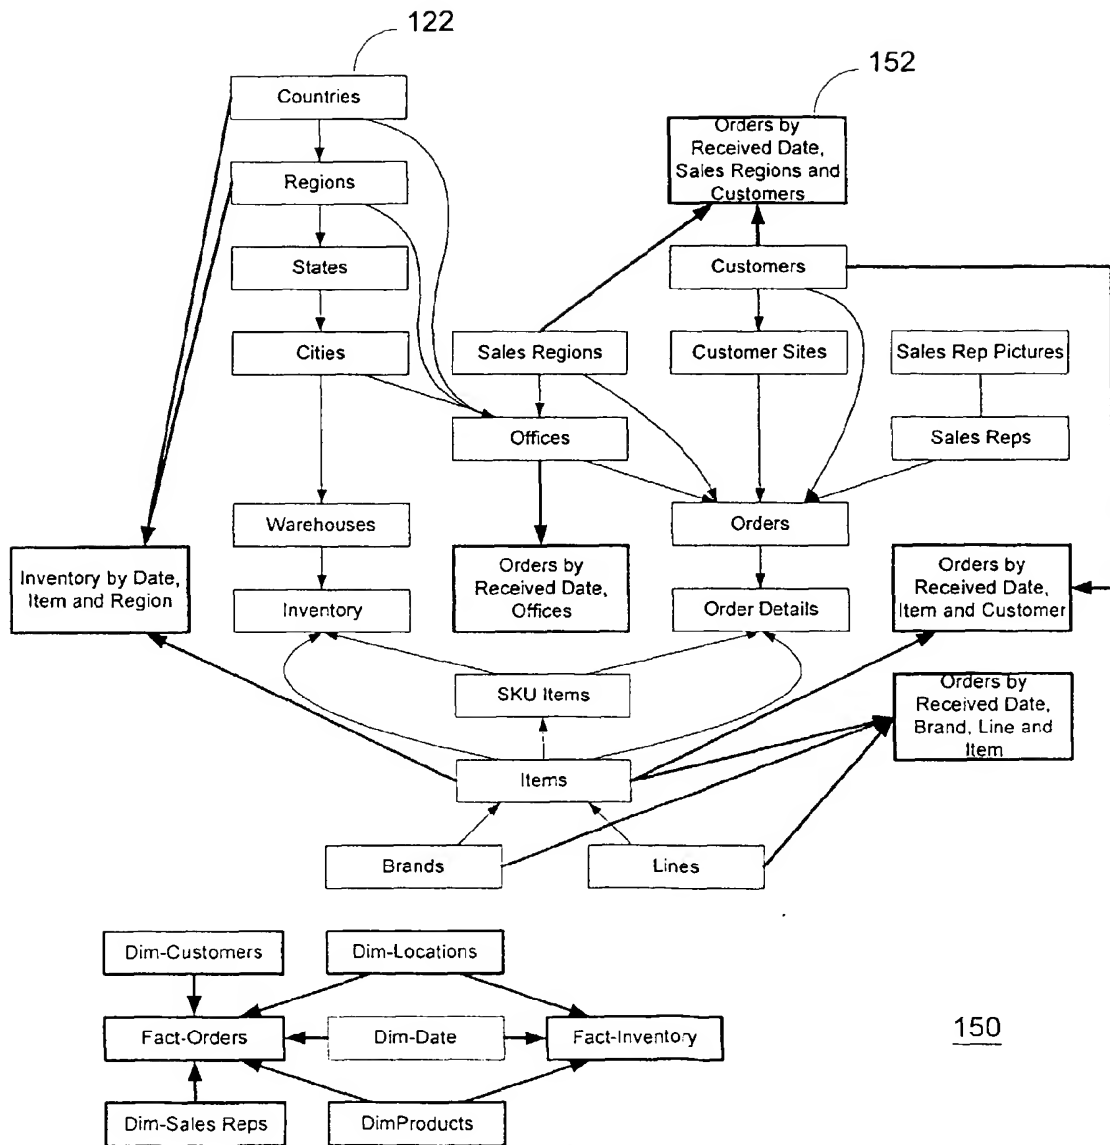 122
152
Countries
Orders by
Received Date,
Sales Regions and
Customers
Regions
States
Customers
Cities
Sales Regions
Customer Sites
Sales Rep Pictures
Offices
Sales Reps
Warehouses
Orders
Inventory by Date,
Item and Region
Orders by
Received Date,
Offices
Orders by
Received Date,
Item and Customer
Inventory
Order Details
SKU Items
Orders by
Received Date,
Brand, Line and
Item
Items
Brands
Lines
Dim-Customers
Dim-Locations
Fact-Orders
Dim-Date
Fact-Inventory
150
Dim-Sales Reps
DimProducts